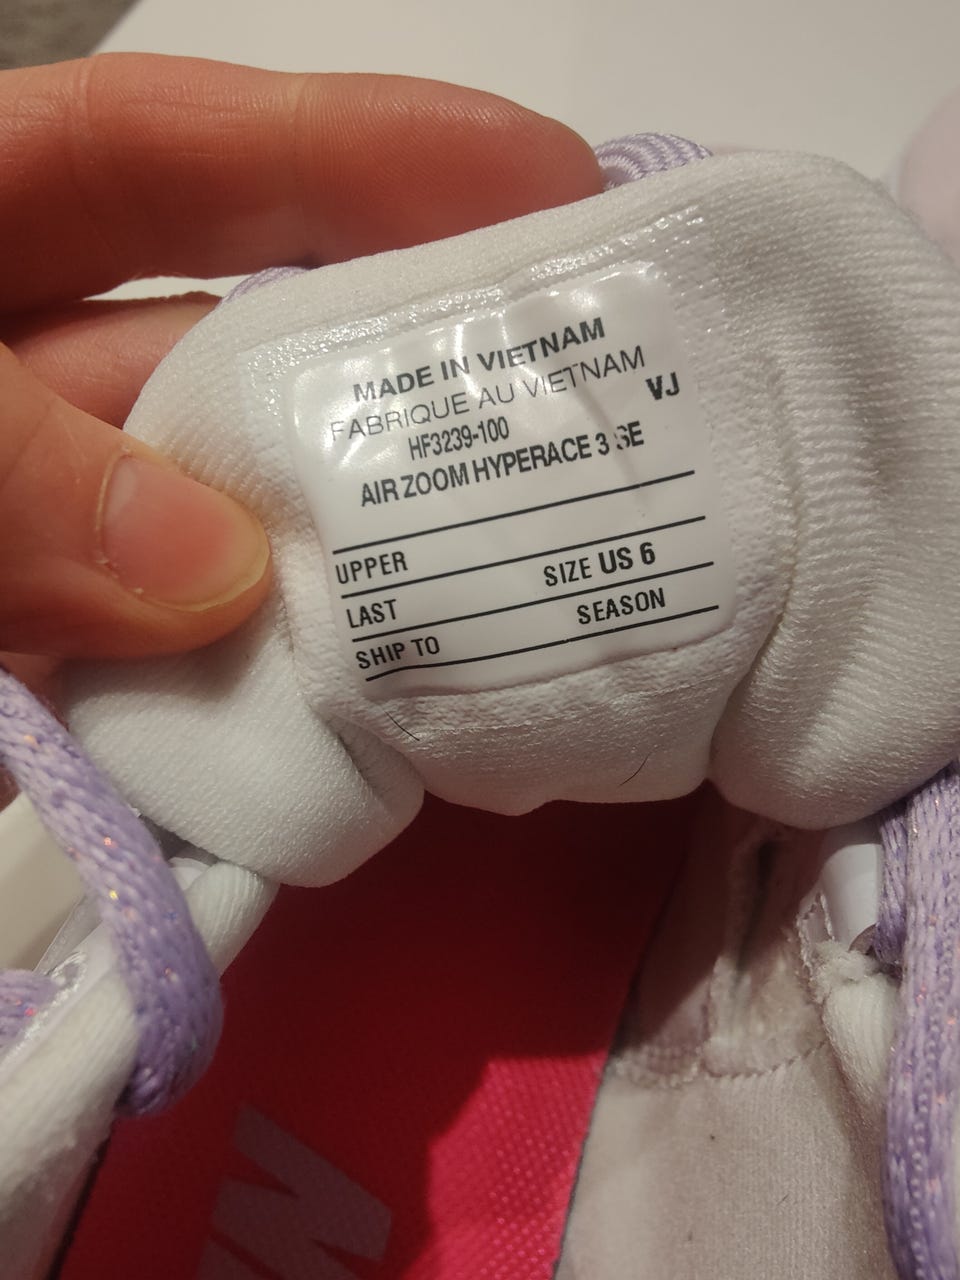 MADE IN VIETNAM
FABRIQUE AU VIETNAM
VJ
HF3239-100
AIR ZOOM HYPERACE 3 SE
UPPER
SIZE US 6
LAST
SEASON
SHIP TO